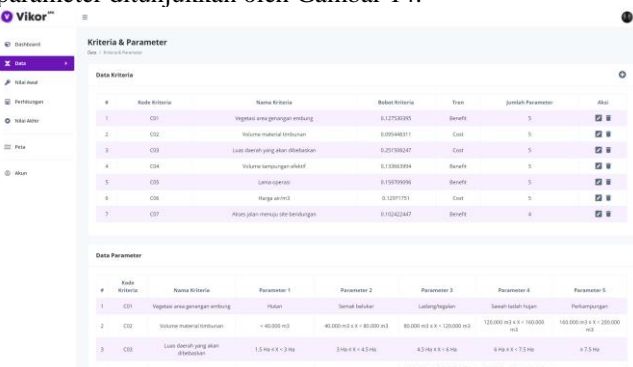 parameter ditunjukkan oleh Gambar 14.
Vikor
Dashboard
Data
Nilai Awal
Perhitungan
Nilai Akhir
Peta
Akun
Kriteria & Parameter
Data / Kriteria & Parameter
Data Kriteria
# Kode Kriteria Nama Kriteria Bobot Kriteria Tren Jumlah Parameter Aksi
1 C01 Vegetasi area genangan embung 0.127530395 Benefit 5
2 C02 Volume material timbunan 0.095448311 Cost 5
3 C03 Luas daerah yang akan dibebaskan 0.251509247 Cost 5
4 C04 Volume tampungan efektif 0.133663994 Benefit 5
5 C05 Lama operasi 0.159709096 Benefit 5
6 C06 Harga air/m3 0.12971751 Cost 5
7 C07 Akses jalan menuju site bendungan 0.102422447 Benefit 4
Data Parameter
# Kode Kriteria Nama Kriteria Parameter 1 Parameter 2 Parameter 3 Parameter 4 Parameter 5
1 C01 Vegetasi area genangan embung Hutan Semak belukar Ladang/tegalan Sawah tadah hujan Perkampungan
2 C02 Volume material timbunan < 40.000 m3 40.000 m3 ≤ X < 80.000 m3 80.000 m3 ≤ X < 120.000 m3 120.000 m3 ≤ X < 160.000 m3 160.000 m3 ≤ X < 200.000 m3
3 C03 Luas daerah yang akan dibebaskan 1.5 Ha ≤ X < 3 Ha 3 Ha ≤ X < 4.5 Ha 4.5 Ha ≤ X < 6 Ha 6 Ha ≤ X < 7.5 Ha ≥ 7.5 Ha